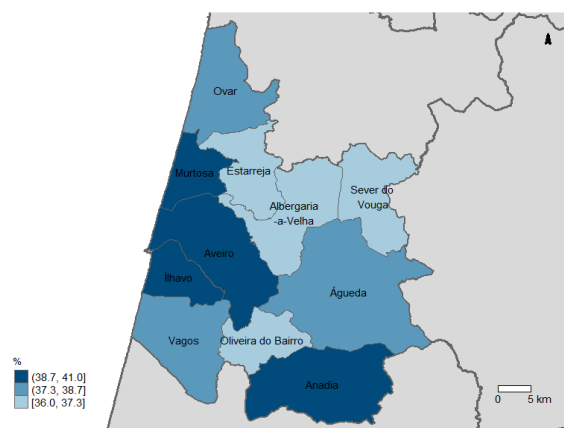 Ovar
Estarreja
Murtosa
Sever do
Vouga
Albergaria
-a-Velha
Aveiro
Ílhavo
Águeda
Vagos
Oliveira do Bairro
Anadia
%
(38.7, 41.0]
(37.3, 38.7]
[36.0, 37.3]
0 5 km